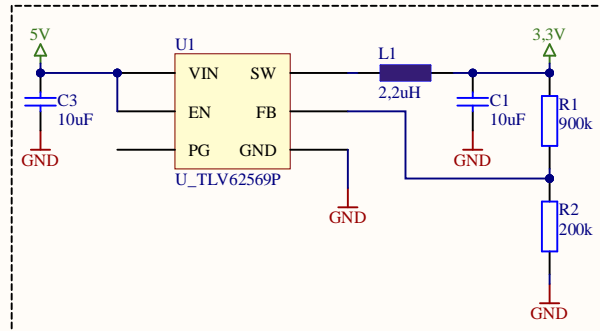 5V
U1
L1
3,3V
VIN
SW
2,2uH
C3
10uF
EN
FB
C1
10uF
R1
900k
PG
GND
GND
GND
U_TLV62569P
GND
R2
200k
GND